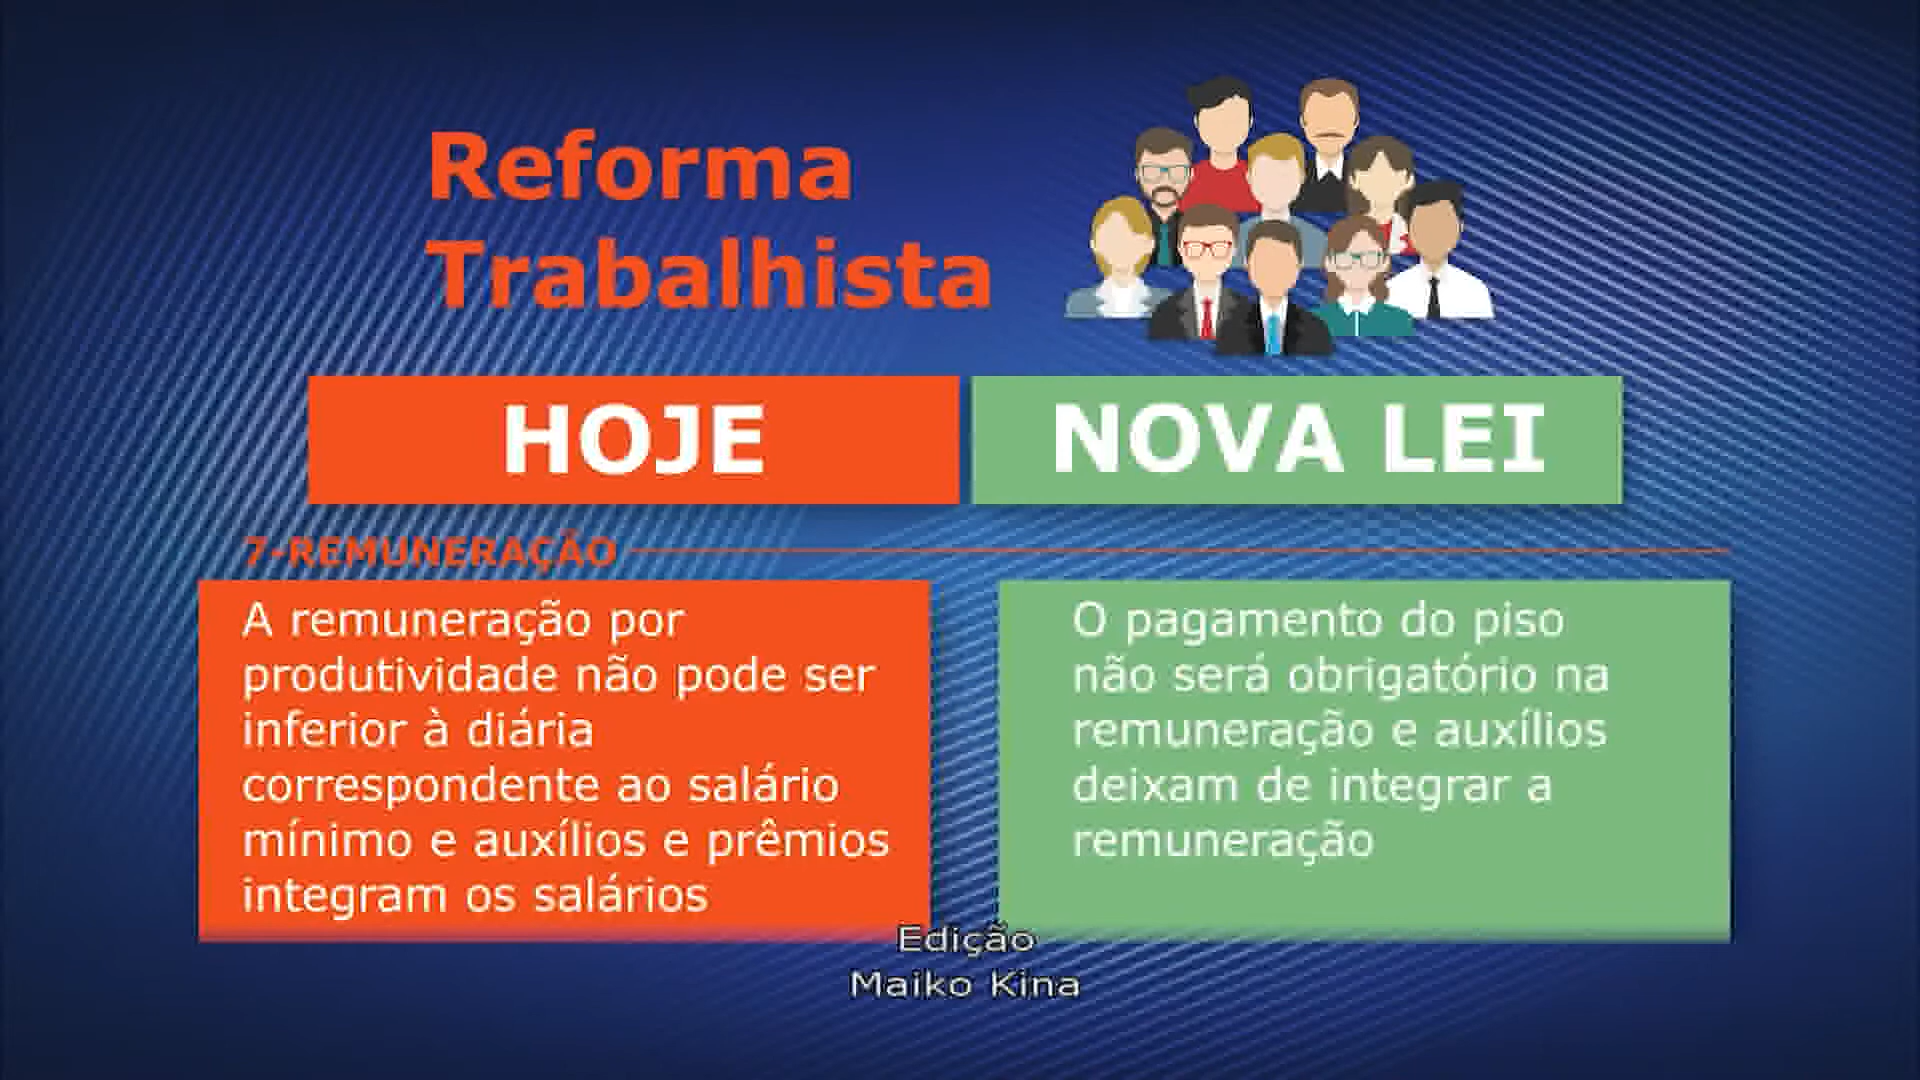 Reforma
Trabalhista
HOJE
NOVA LEI
7-REMUNERAÇÃO
A remuneração por
produtividade não pode ser
inferior à diária
correspondente ao salário
mínimo e auxílios e prêmios
integram os salários
O pagamento do piso
não será obrigatório na
remuneração e auxílios
deixam de integrar a
remuneração
Edição
Maiko Kina